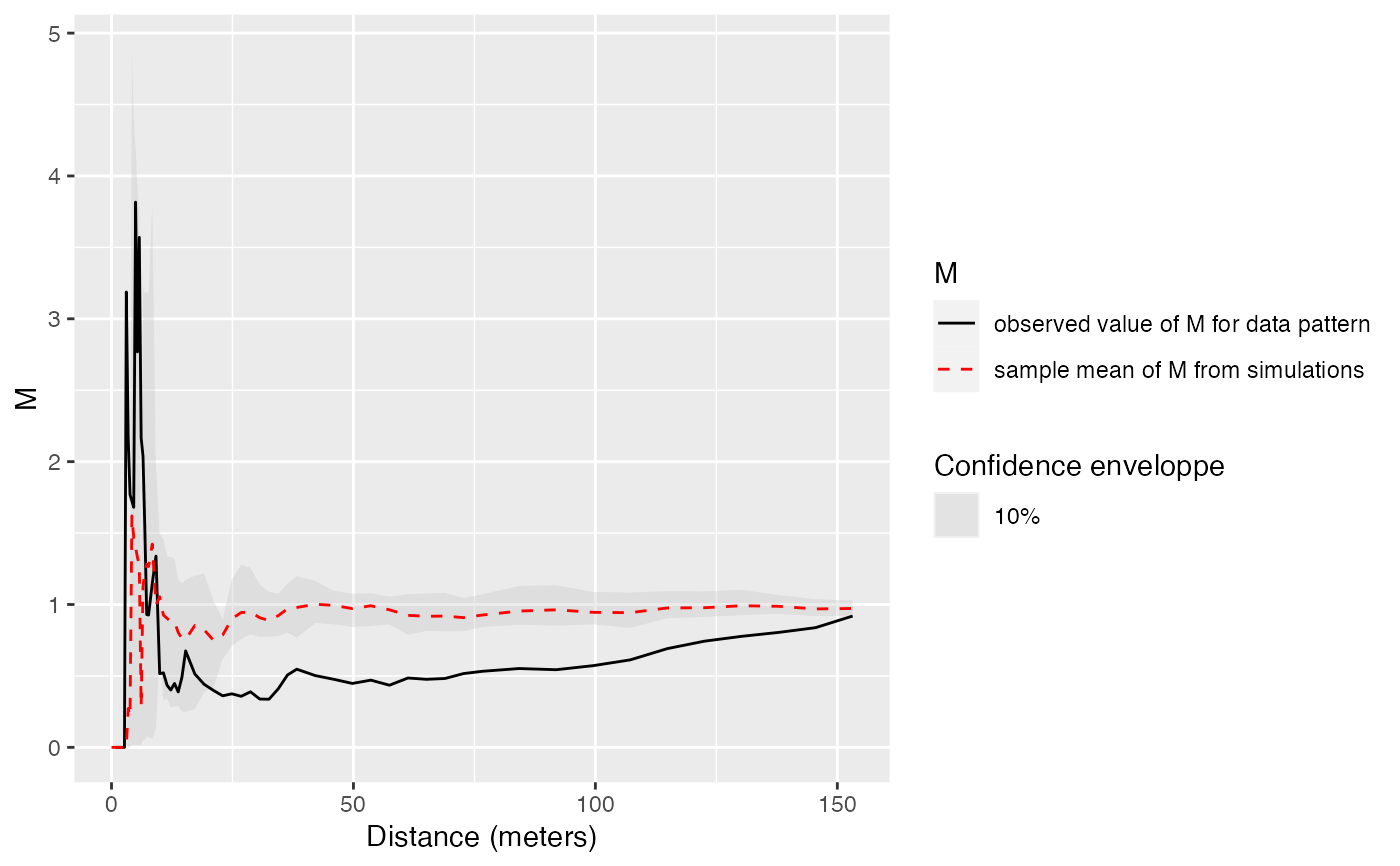 5
4
3
2
1
0
M
0
50
100
150
Distance (meters)
M
observed value of M for data pattern
sample mean of M from simulations
Confidence enveloppe
10%